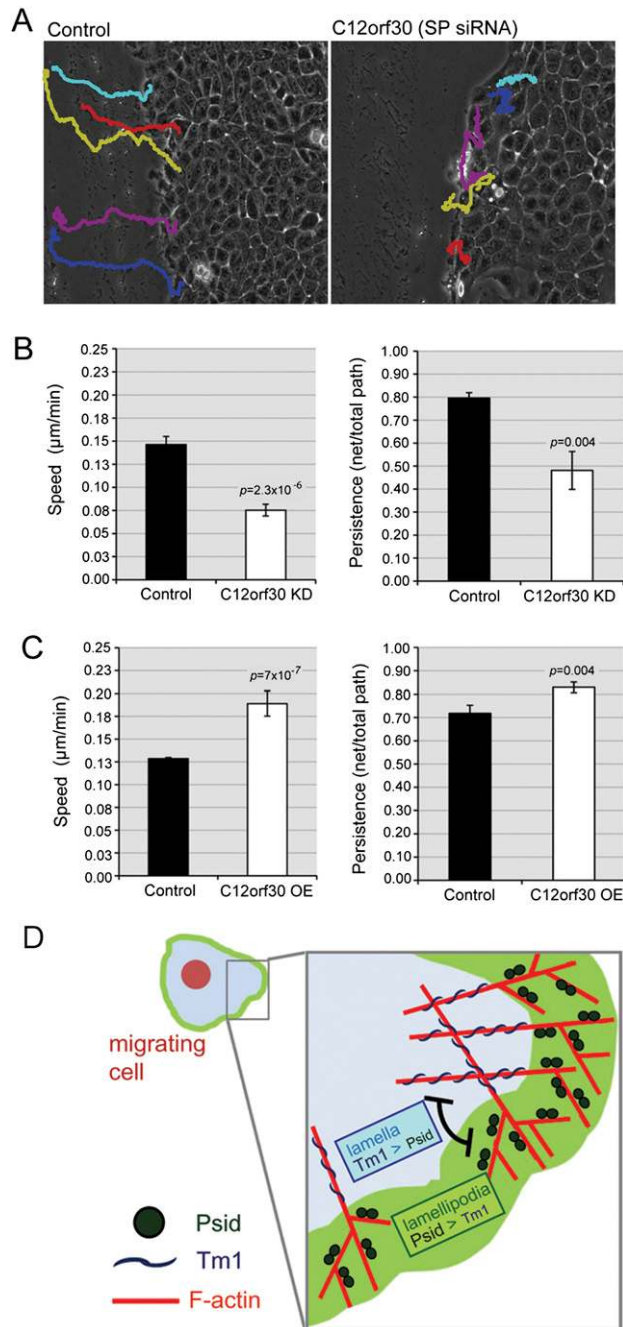 A
Control
C12orf30 (SP siRNA)
B
Speed (µm/min)
0.25
0.23
0.20
0.18
0.15
0.13
0.10
0.08
0.05
0.03
0.00
p=2.3x10-6
Control
C12orf30 KD
Persistence (net/total path)
1.00
0.90
0.80
0.70
0.60
0.50
0.40
0.30
0.20
0.10
0.00
p=0.004
Control
C12orf30 KD
C
Speed (µm/min)
0.25
0.23
0.20
0.18
0.15
0.13
0.10
0.08
0.05
0.03
0.00
p=7x10-7
Control
C12orf30 OE
Persistence (net/total path)
1.00
0.90
0.80
0.70
0.60
0.50
0.40
0.30
0.20
0.10
0.00
p=0.004
Control
C12orf30 OE
D
migrating
cell
lamella
Tm1 > Psid
lamellipodia
Psid > Tm1
Psid
Tm1
F-actin